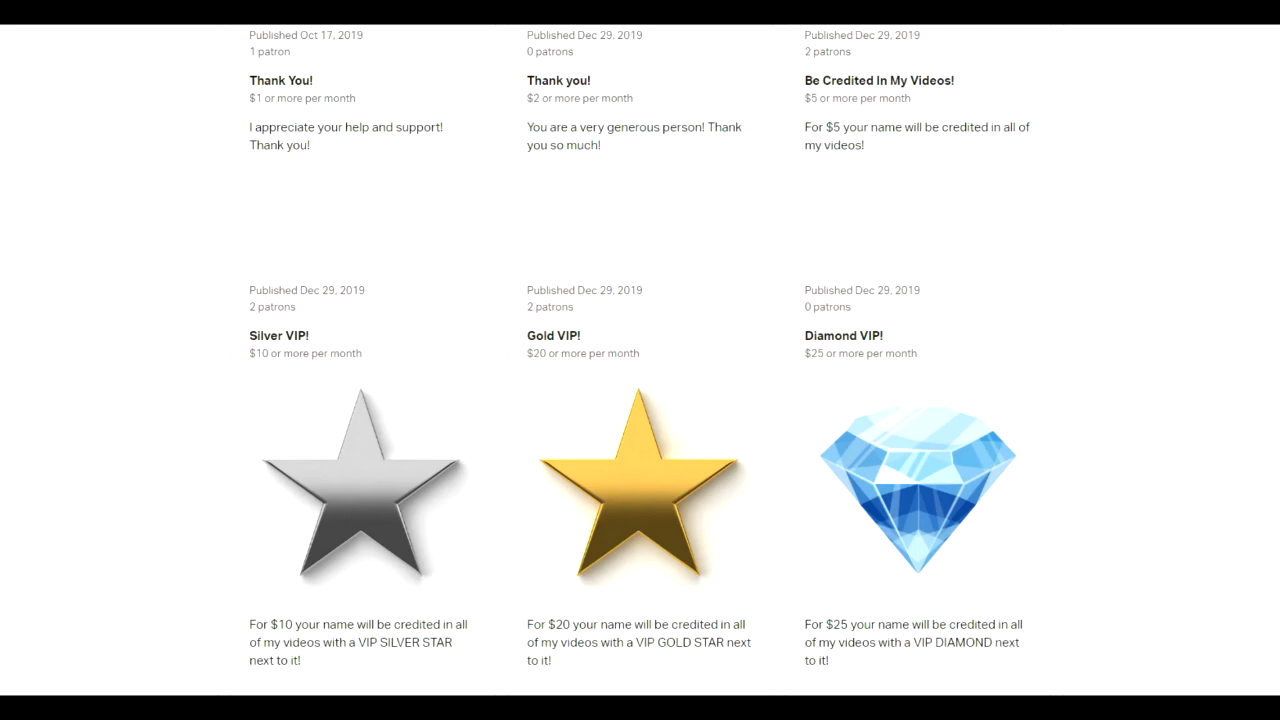 Published Oct 17, 2019
1 patron
Thank You!
$1 or more per month
I appreciate your help and support!
Thank you!
Published Dec 29, 2019
0 patrons
Thank you!
$2 or more per month
You are a very generous person! Thank
you so much!
Published Dec 29, 2019
2 patrons
Be Credited In My Videos!
$5 or more per month
For $5 your name will be credited in all of
my videos!
Published Dec 29, 2019
2 patrons
Silver VIP!
$10 or more per month
For $10 your name will be credited in all
of my videos with a VIP SILVER STAR
next to it!
Published Dec 29, 2019
2 patrons
Gold VIP!
$20 or more per month
For $20 your name will be credited in all
of my videos with a VIP GOLD STAR next
to it!
Published Dec 29, 2019
0 patrons
Diamond VIP!
$25 or more per month
For $25 your name will be credited in all
of my videos with a VIP DIAMOND next
to it!